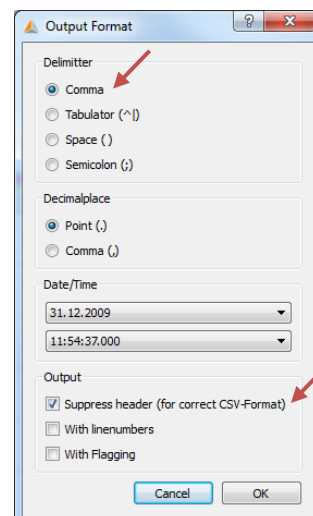 Output Format
Delimitter
Comma
Tabulator (^|)
Space ( )
Semicolon (;)
Decimalplace
Point (.)
Comma (,)
Date/Time
31.12.2009
11:54:37.000
Output
Suppress header (for correct CSV-Format)
With linenumbers
With Flagging
Cancel OK